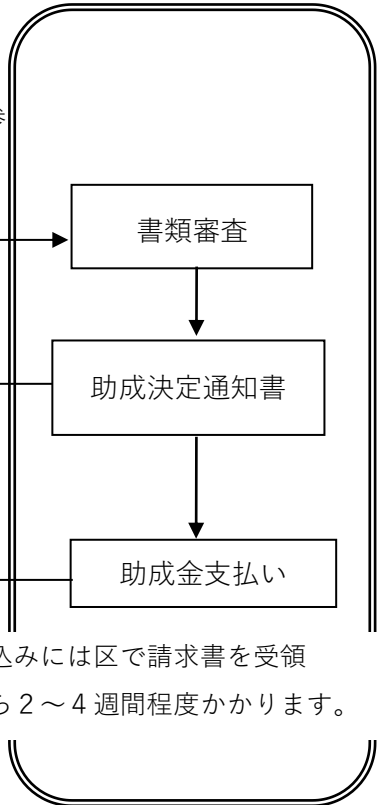 書類審査
助成決定通知書
助成金支払い
込みには区で請求書を受領
ら２～４週間程度かかります。